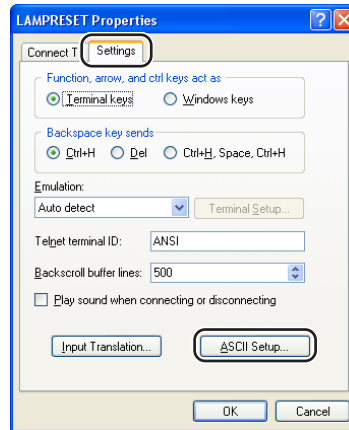 LAMPRESET Properties
Connect T Settings
Function, arrow, and ctrl keys act as
Terminal keys Windows keys
Backspace key sends
Ctrl+H Del Ctrl+H, Space, Ctrl+H
Emulation:
Auto detect Terminal Setup...
Telnet terminal ID: ANSI
Backscroll buffer lines: 500
Play sound when connecting or disconnecting
Input Translation... ASCII Setup...
OK Cancel